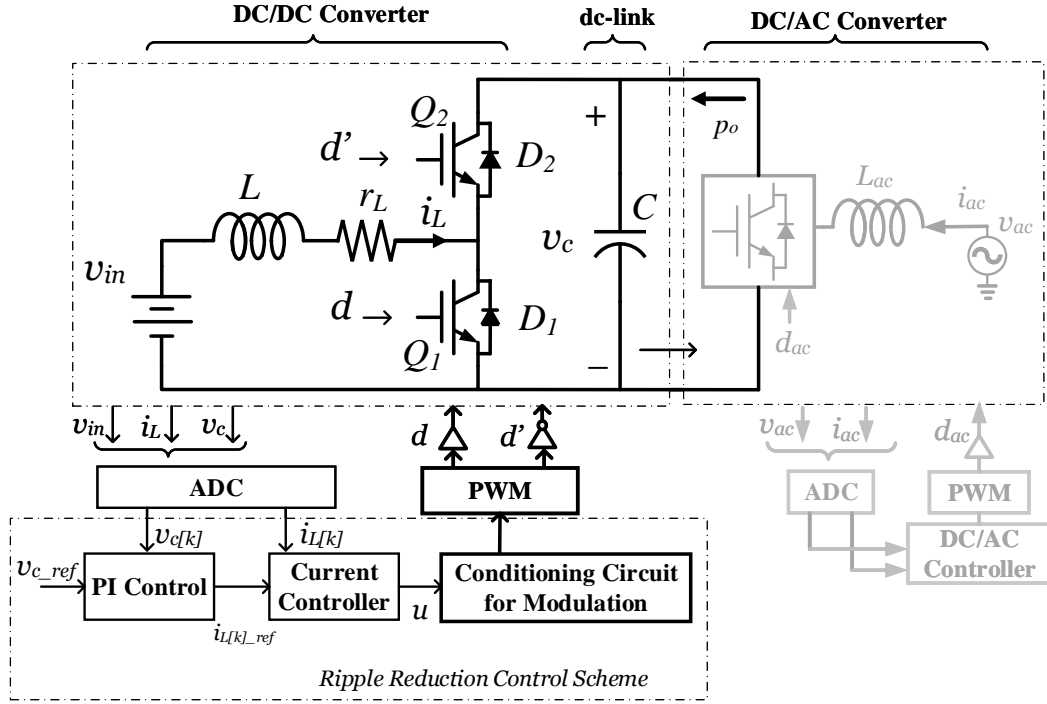 DC/DC Converter
dc-link
DC/AC Converter
Q2
d'
D2
+
po
L
rL
iL
C
vc
Lac
iac
vac
vin
d
D1
Q1
−
dac
vin
iL
vc
d
d'
vac
iac
dac
ADC
PWM
ADC
PWM
vc[k]
iL[k]
vc_ref
PI Control
Current
Controller
u
Conditioning Circuit
for Modulation
DC/AC
Controller
iL[k]_ref
Ripple Reduction Control Scheme